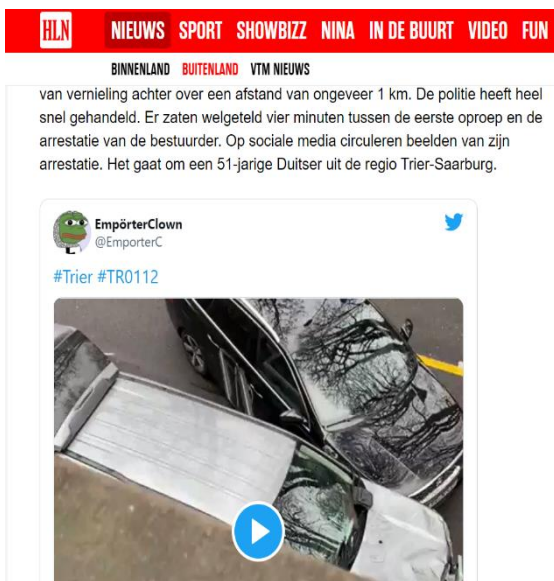 HLN NIEUWS SPORT SHOWBIZZ NINA IN DE BUURT VIDEO FUN
BINNENLAND BUITENLAND VTM NIEUWS
van vernieling achter over een afstand van ongeveer 1 km. De politie heeft heel
snel gehandeld. Er zaten welgeteld vier minuten tussen de eerste oproep en de
arrestatie van de bestuurder. Op sociale media circuleren beelden van zijn
arrestatie. Het gaat om een 51-jarige Duitser uit de regio Trier-Saarburg.
EmpörterClown
@EmporterC
#Trier #TR0112